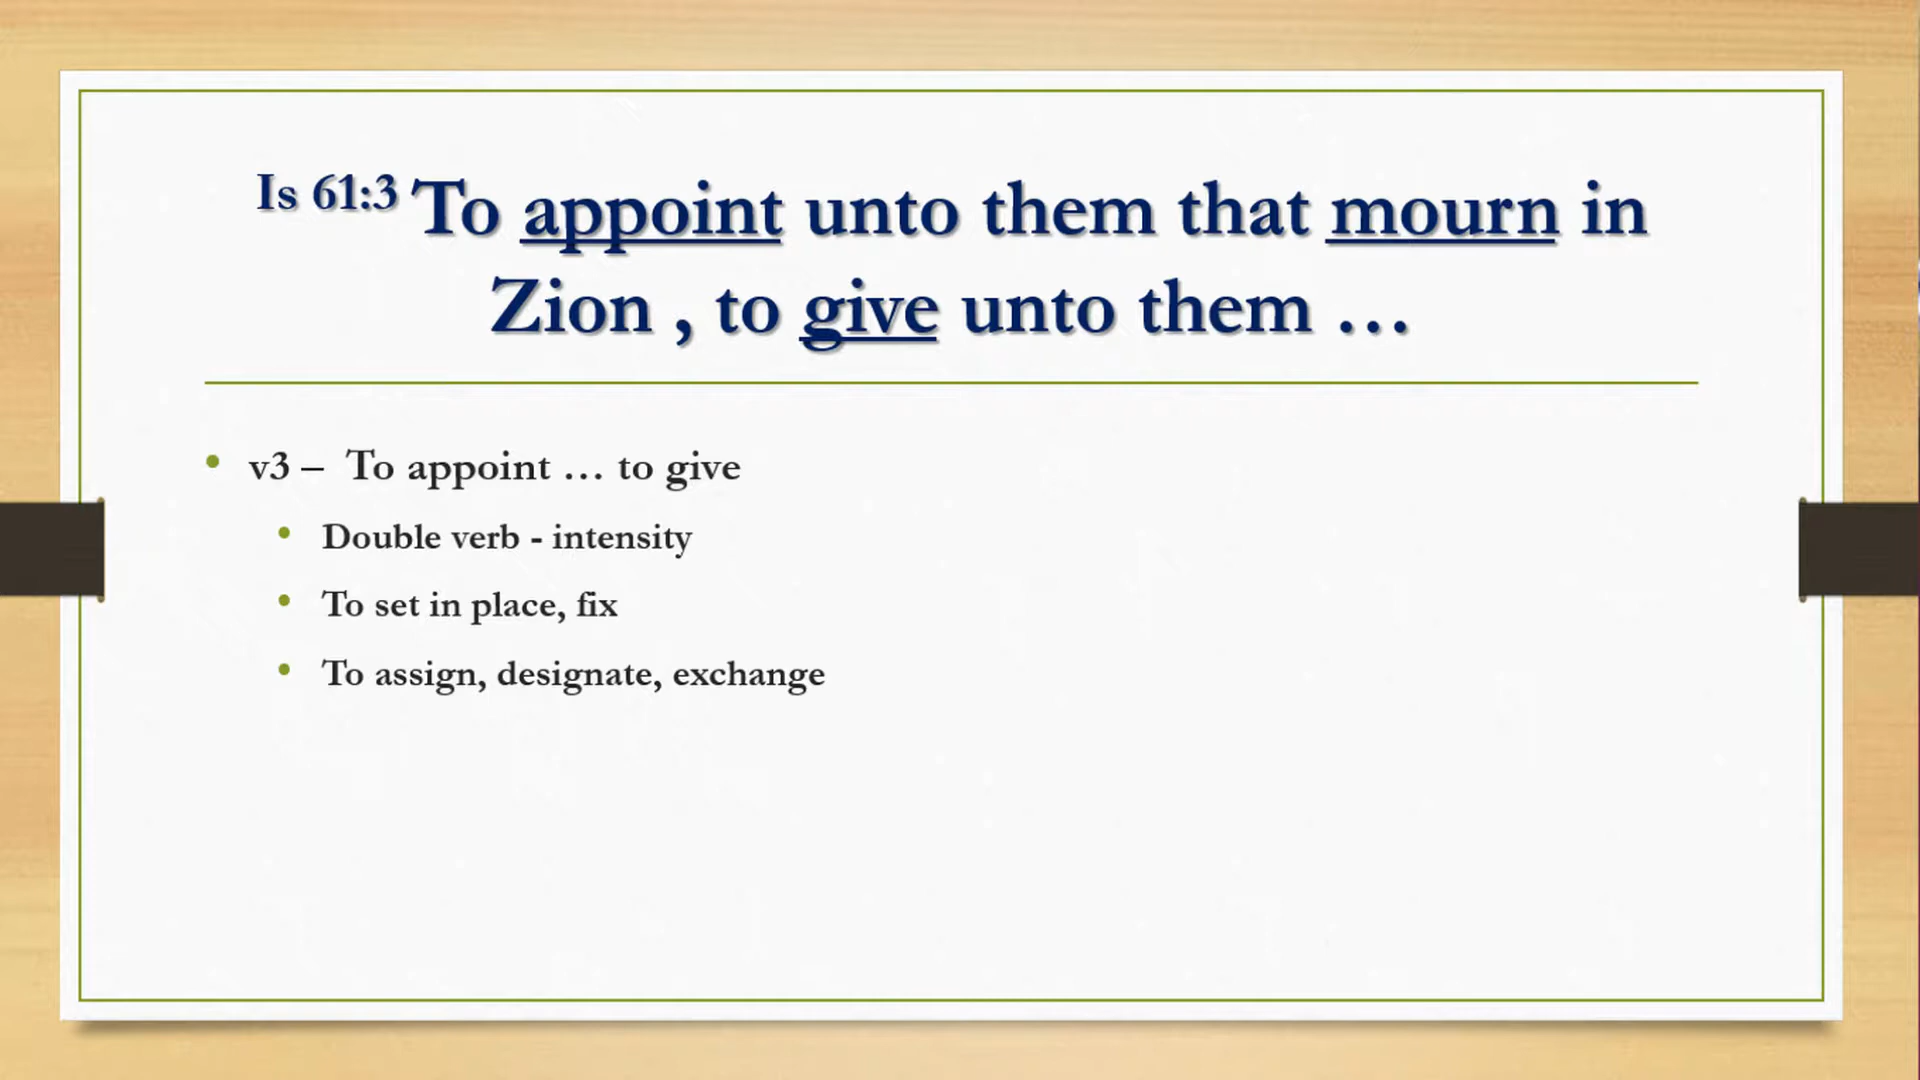 Is 61:3 To appoint unto them that mourn in
Zion , to give unto them …
• v3 – To appoint … to give
• Double verb - intensity
• To set in place, fix
• To assign, designate, exchange